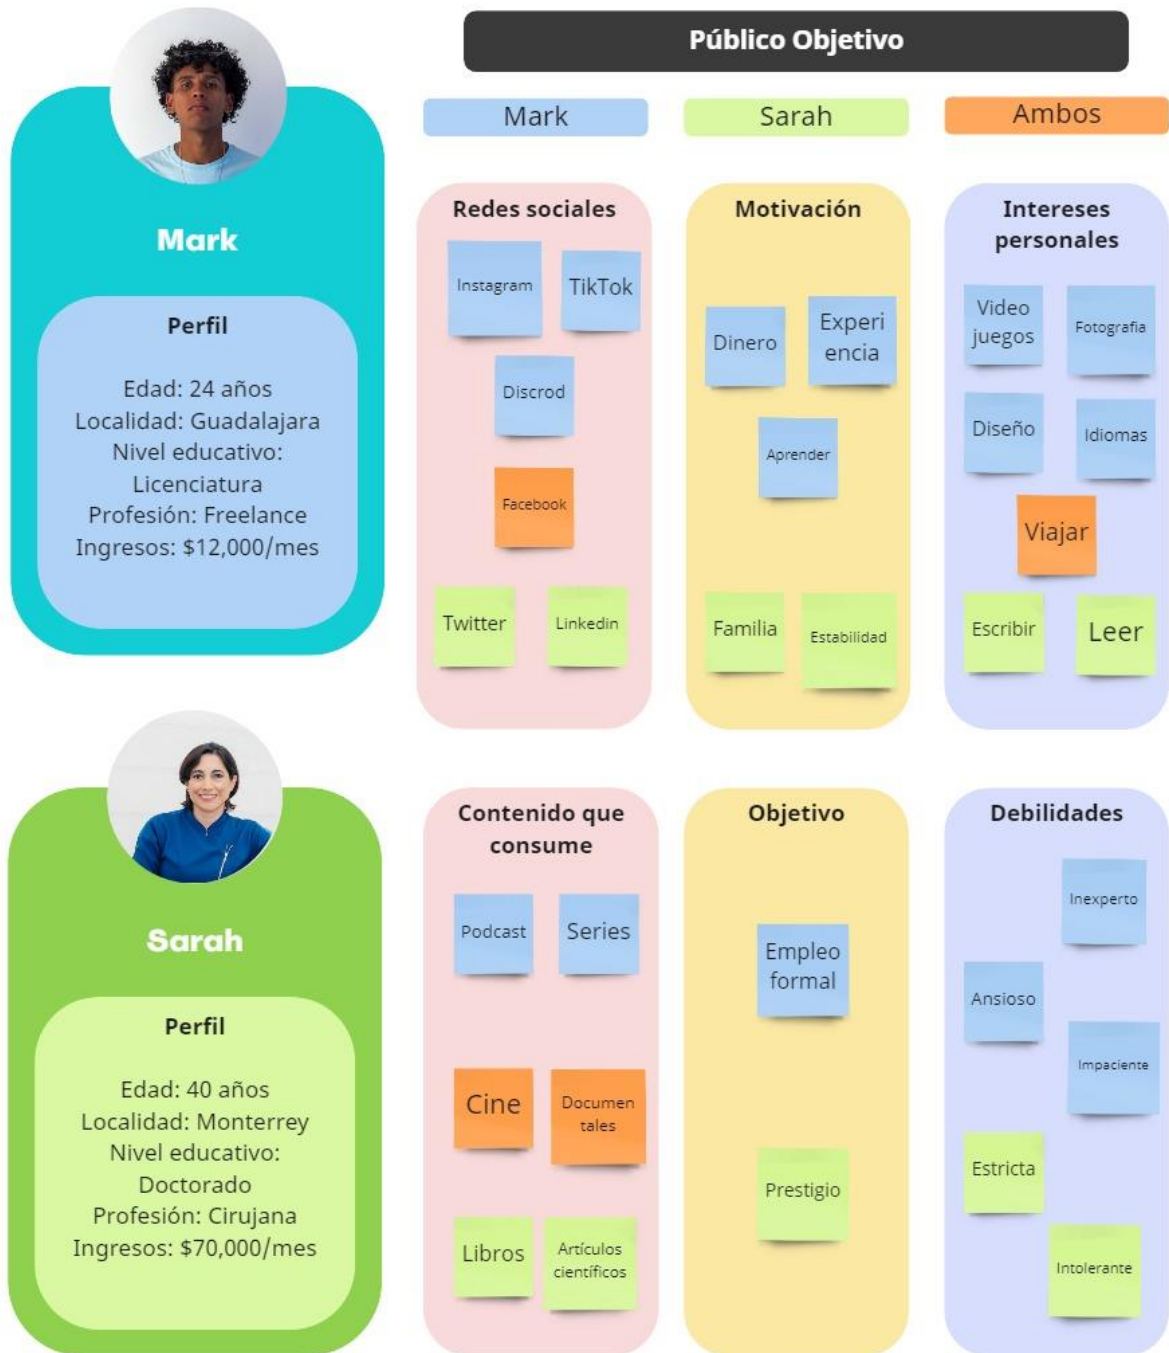 Público Objetivo
Mark
Sarah
Ambos
Mark
Perfil
Edad: 24 años
Localidad: Guadalajara
Nivel educativo:
Licenciatura
Profesión: Freelance
Ingresos: $12,000/mes
Redes sociales
Instagram
TikTok
Discrod
Facebook
Twitter
Linkedin
Motivación
Dinero
Experi
encia
Aprender
Familia
Estabilidad
Intereses
personales
Video
juegos
Fotografia
Diseño
Idiomas
Viajar
Escribir
Leer
Sarah
Perfil
Edad: 40 años
Localidad: Monterrey
Nivel educativo:
Doctorado
Profesión: Cirujana
Ingresos: $70,000/mes
Contenido que
consume
Podcast
Series
Cine
Documen
tales
Libros
Artículos
científicos
Objetivo
Empleo
formal
Prestigio
Debilidades
Inexperto
Ansioso
Impaciente
Estricta
Intolerante